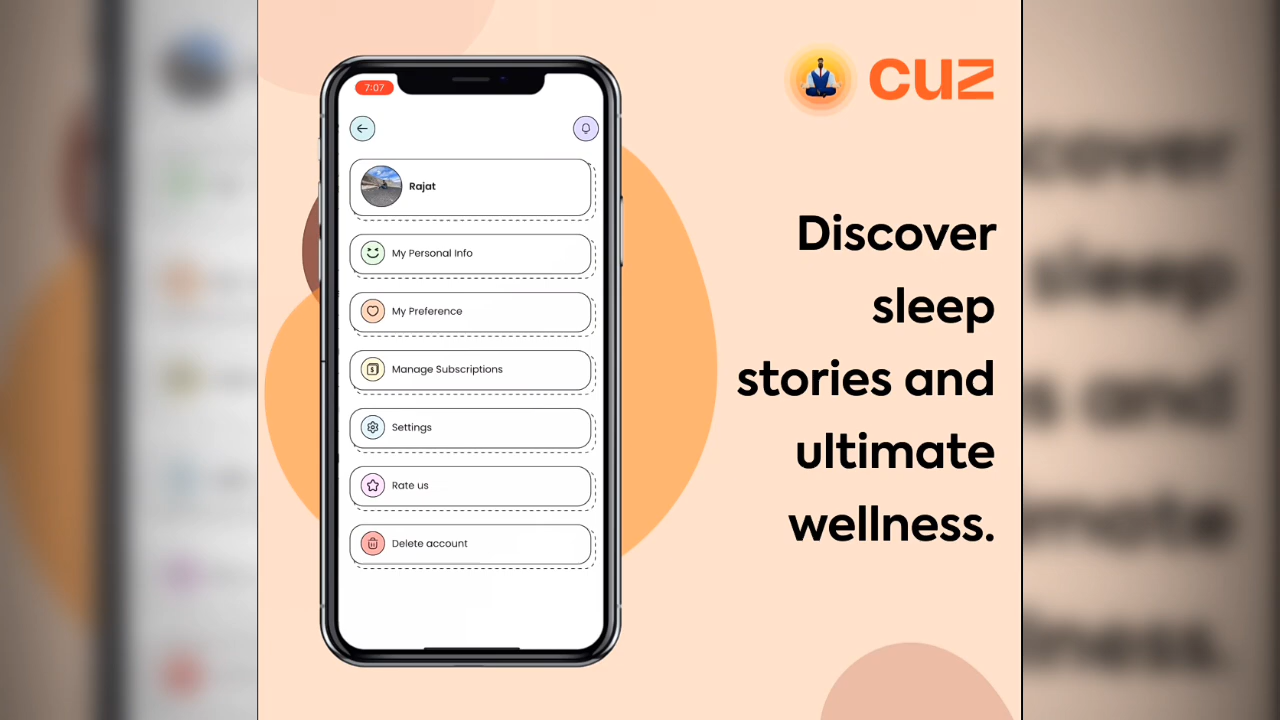 7:07
Rajat
My Personal Info
My Preference
Manage Subscriptions
Settings
Rate us
Delete account
CUZ
Discover
sleep
stories and
ultimate
wellness.